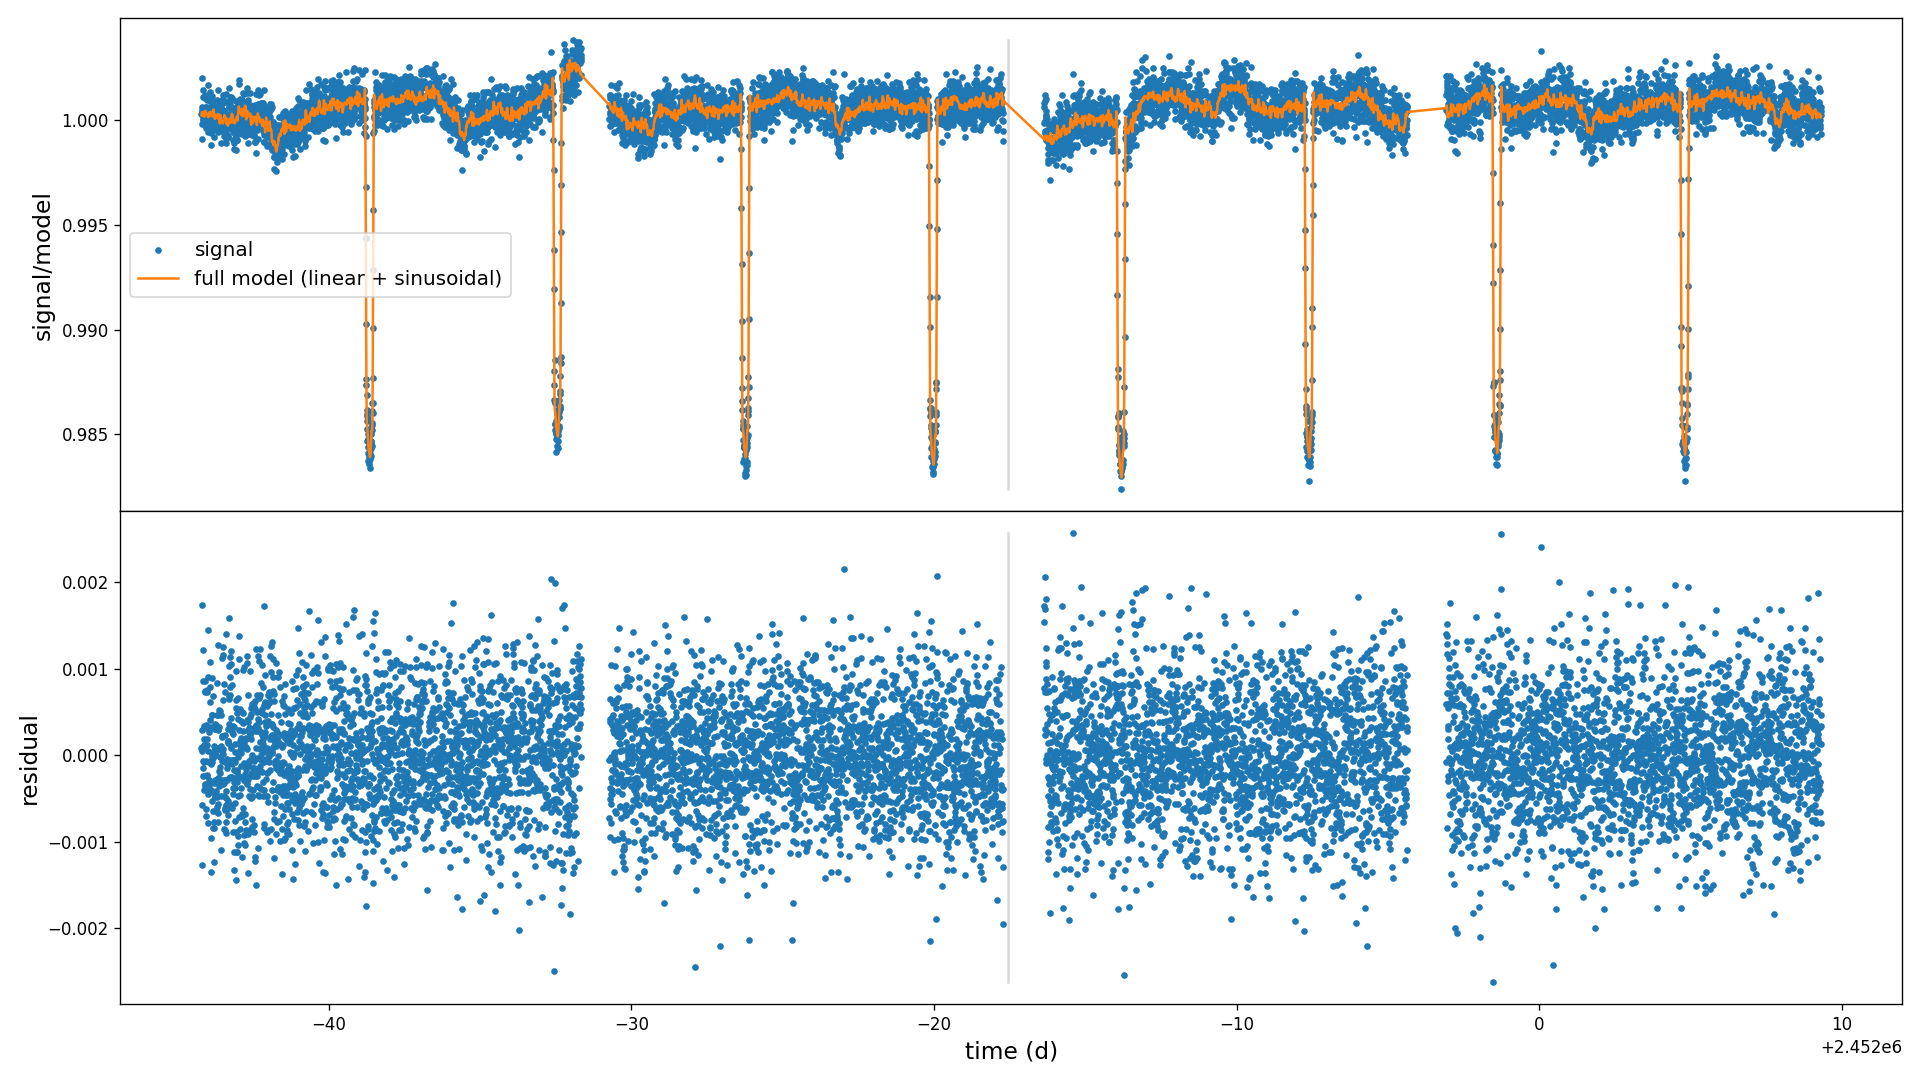 signal/model
1.000
0.995
0.990
0.985
signal
full model (linear + sinusoidal)
residual
0.002
0.001
0.000
−0.001
−0.002
−40
−30
−20
−10
0
10
time (d)
+2.452e6